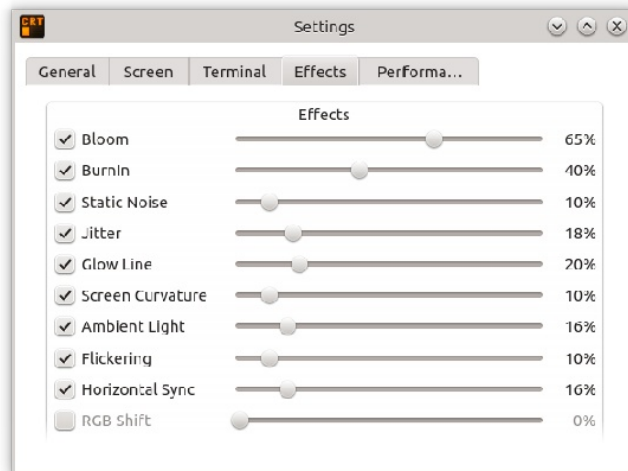 CRT
Settings
General Screen Terminal Effects Performa...
Effects
Bloom 65%
BurnIn 40%
Static Noise 10%
Jitter 18%
Glow Line 20%
Screen Curvature 10%
Ambient Light 16%
Flickering 10%
Horizontal Sync 16%
RGB Shift 0%